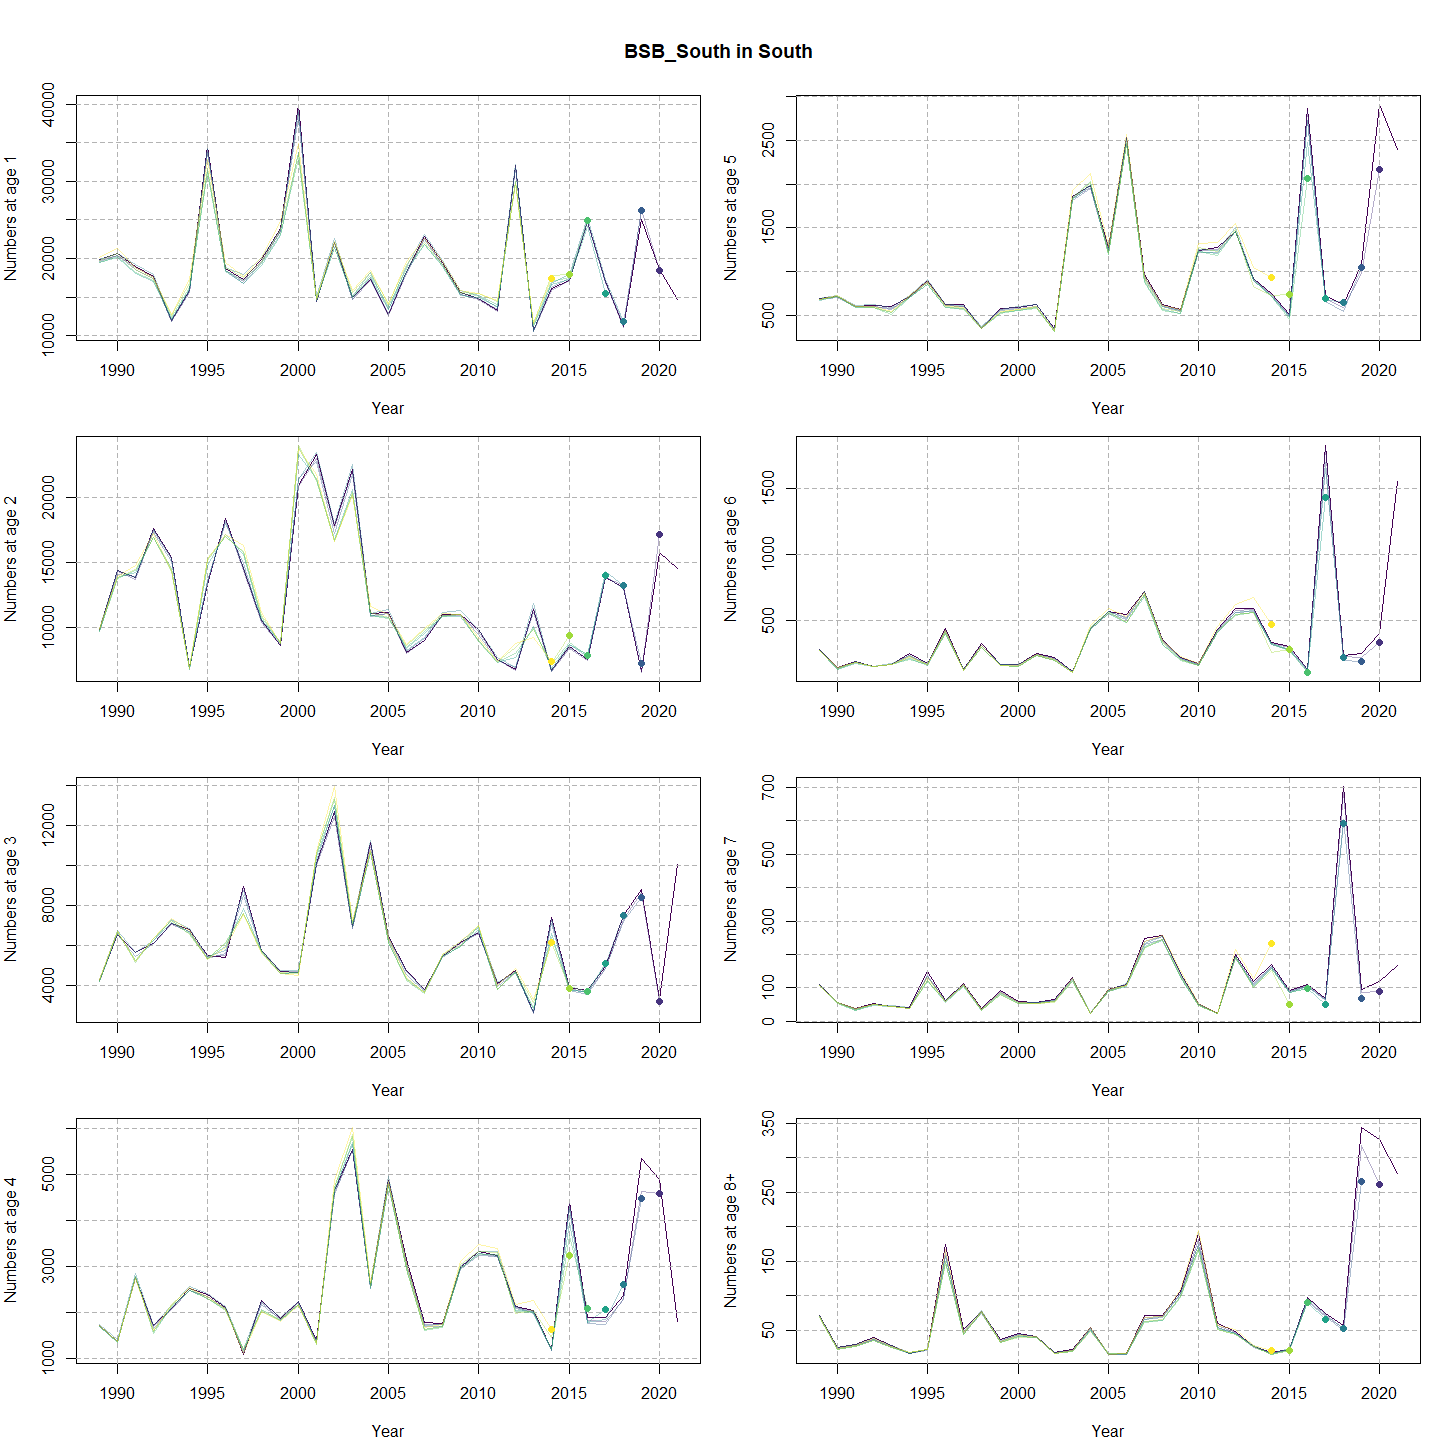 BSB_South in South
Numbers at age 1
10000 20000 30000 40000
1990 1995 2000 2005 2010 2015 2020
Year
Numbers at age 5
500 1500 2500
1990 1995 2000 2005 2010 2015 2020
Year
Numbers at age 2
10000 15000 20000
1990 1995 2000 2005 2010 2015 2020
Year
Numbers at age 6
500 1000 1500
1990 1995 2000 2005 2010 2015 2020
Year
Numbers at age 3
4000 8000 12000
1990 1995 2000 2005 2010 2015 2020
Year
Numbers at age 7
0 100 300 500 700
1990 1995 2000 2005 2010 2015 2020
Year
Numbers at age 4
1000 3000 5000
1990 1995 2000 2005 2010 2015 2020
Year
Numbers at age 8+
50 150 250 350
1990 1995 2000 2005 2010 2015 2020
Year